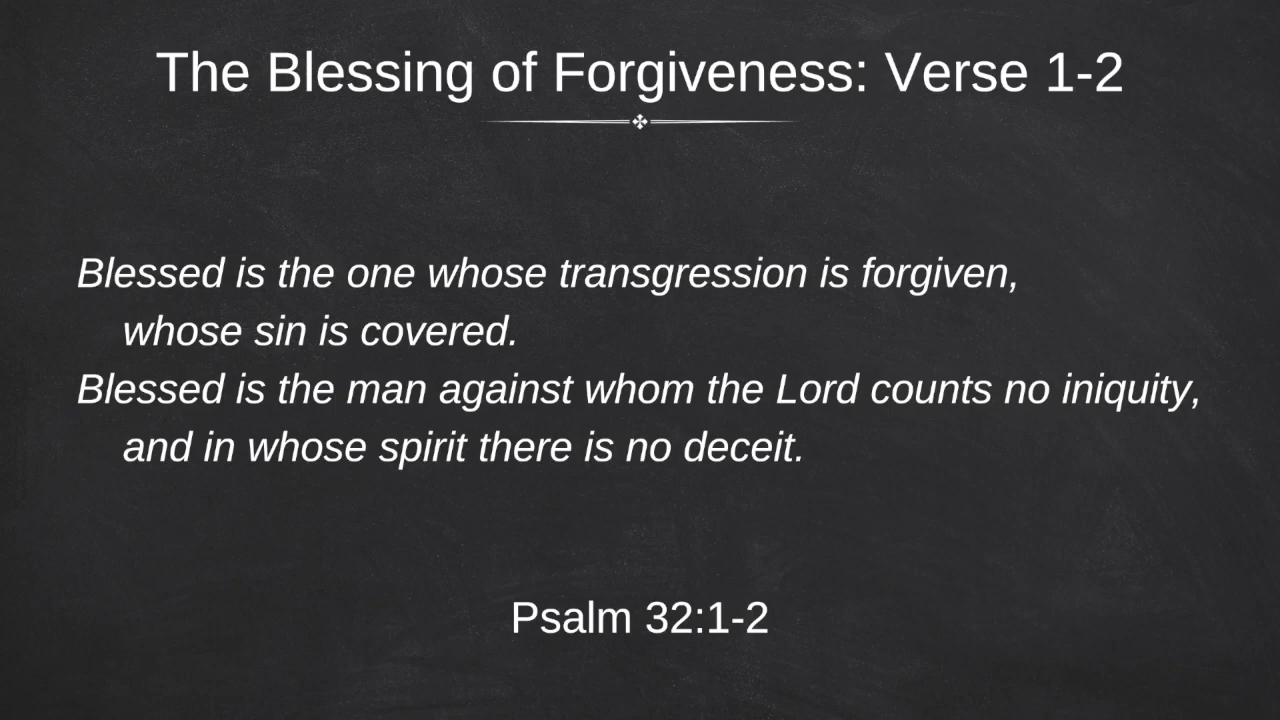 The Blessing of Forgiveness: Verse 1-2
Blessed is the one whose transgression is forgiven,
whose sin is covered.
Blessed is the man against whom the Lord counts no iniquity,
and in whose spirit there is no deceit.
Psalm 32:1-2